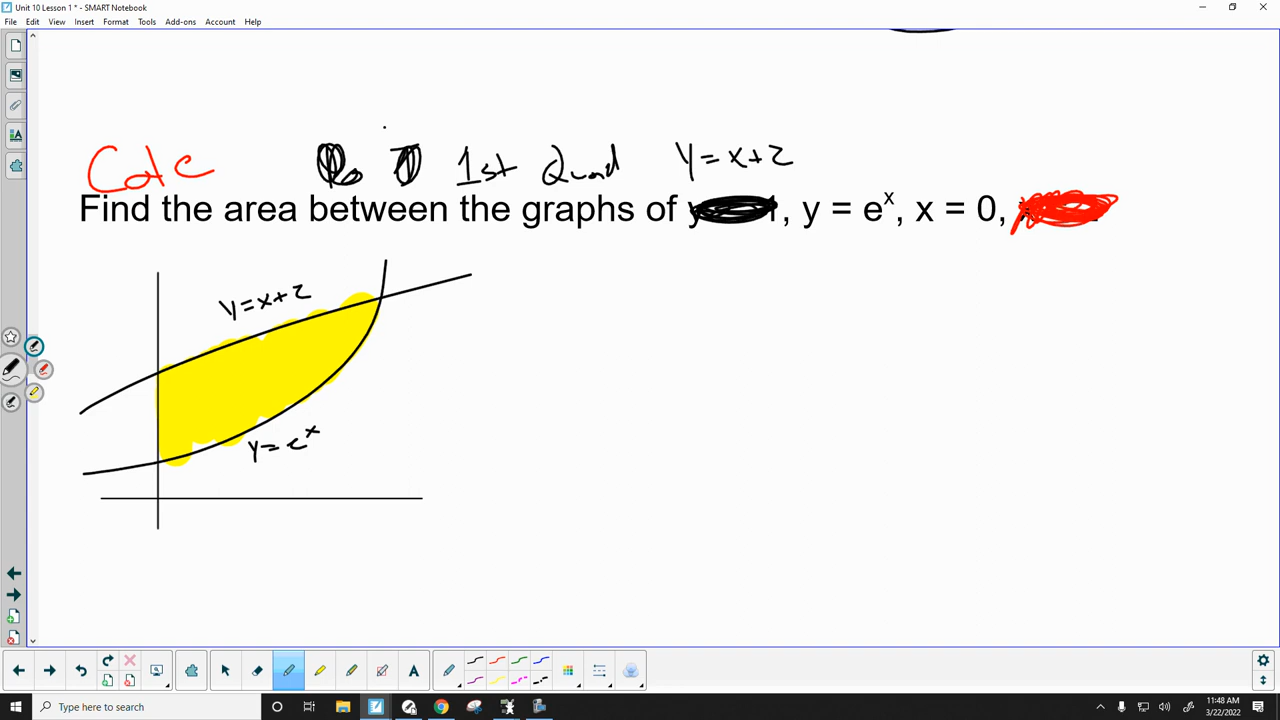 Unit 10 Lesson 1 * - SMART Notebook
File Edit View Insert Format Tools Add-ons Account Help
Calc 1st Quad y = x+2
Find the area between the graphs of , y = eˣ, x = 0,
y=x+2
y=eˣ
A
Type here to search
11:48 AM
3/22/2022